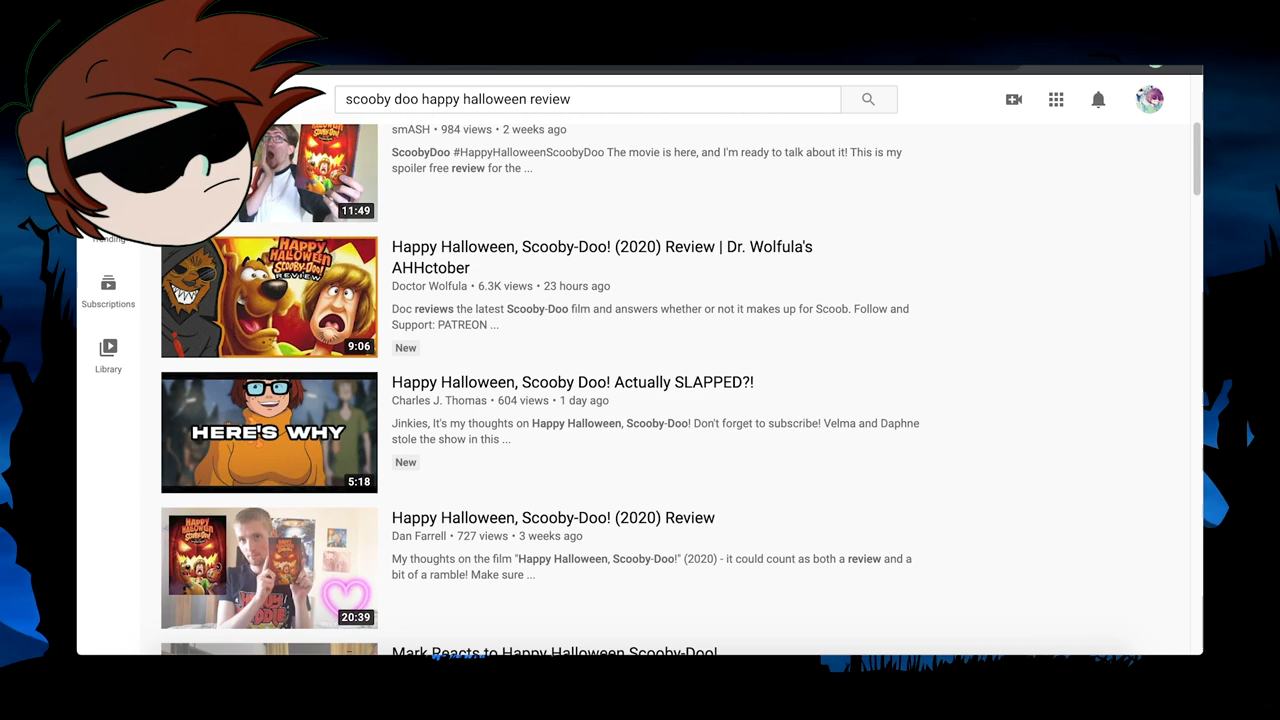 scooby doo happy halloween review
smASH • 984 views • 2 weeks ago
ScoobyDoo #HappyHalloweenScoobyDoo The movie is here, and I'm ready to talk about it! This is my
spoiler free review for the ...
11:49
Trending
Subscriptions
Library
HAPPY
HALLOWEEN
SCOOBY-DOO!
REVIEW
9:06
Happy Halloween, Scooby-Doo! (2020) Review | Dr. Wolfula's
AHHctober
Doctor Wolfula • 6.3K views • 23 hours ago
Doc reviews the latest Scooby-Doo film and answers whether or not it makes up for Scoob. Follow and
Support: PATREON ...
New
HERE'S WHY
5:18
Happy Halloween, Scooby Doo! Actually SLAPPED?!
Charles J. Thomas • 604 views • 1 day ago
Jinkies, It's my thoughts on Happy Halloween, Scooby-Doo! Don't forget to subscribe! Velma and Daphne
stole the show in this ...
New
HAPPY
HALLOWEEN
20:39
Happy Halloween, Scooby-Doo! (2020) Review
Dan Farrell • 727 views • 3 weeks ago
My thoughts on the film "Happy Halloween, Scooby-Doo!" (2020) - it could count as both a review and a
bit of a ramble! Make sure ...
Mark Reacts to Happy Halloween Scooby-Doo!